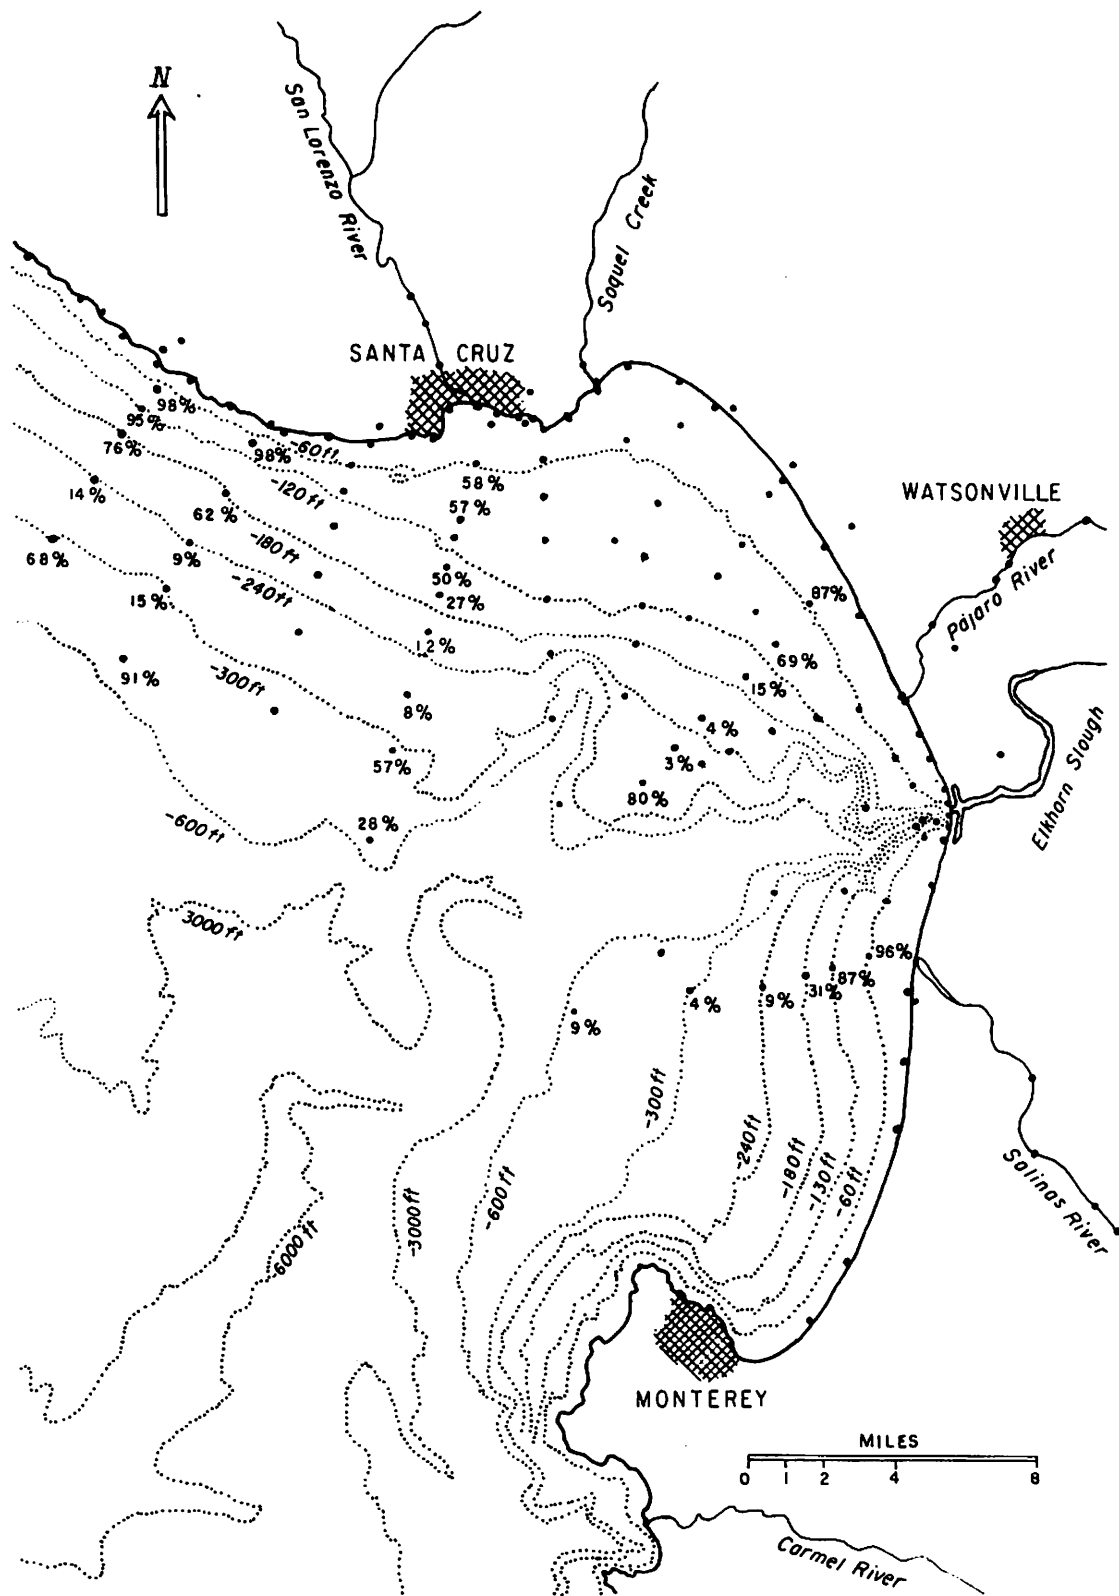 N
San Lorenzo River
Soquel Creek
SANTA CRUZ
98%
95%
76%
98%
-60ft
14%
-120ft
58%
WATSONVILLE
62%
57%
-180ft
68%
9%
50%
87%
-240ft
27%
15%
12%
Pájaro River
69%
91%
-300ft
15%
8%
4%
57%
3%
80%
Elkhorn Slough
-600ft
28%
3000ft
96%
87%
31%
9%
4%
9%
-300ft
-240ft
-180ft
-130ft
-60ft
-600ft
-3000ft
-6000ft
Salinas River
MONTEREY
MILES
0 1 2 4 8
Carmel River